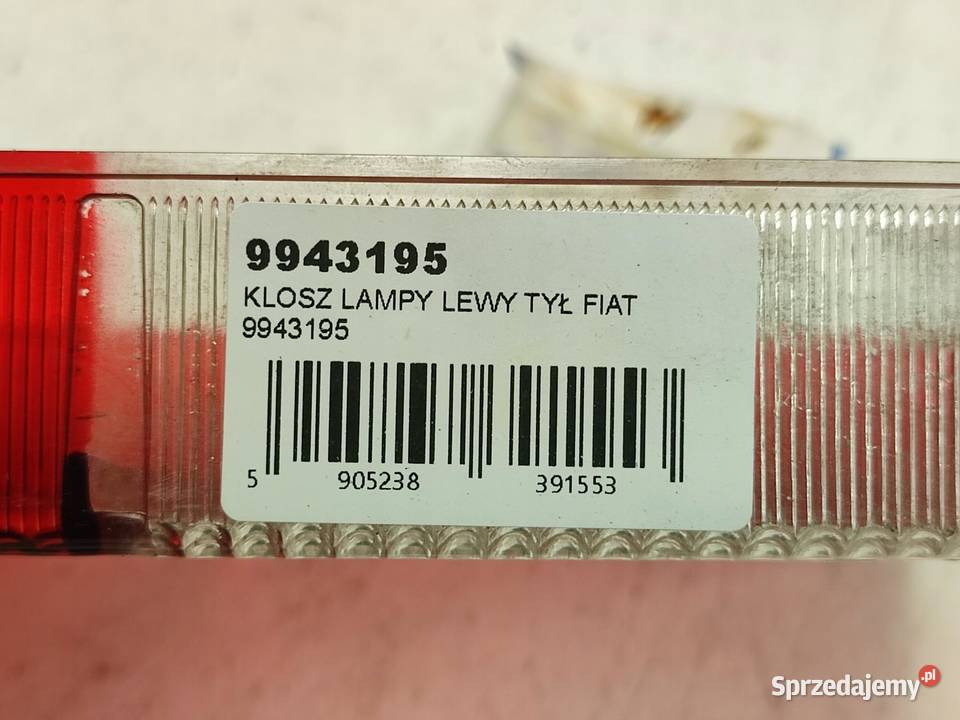 9943195
KLOSZ LAMPY LEWY TYŁ FIAT
9943195
5 905238 391553
Sprzedajemy.pl